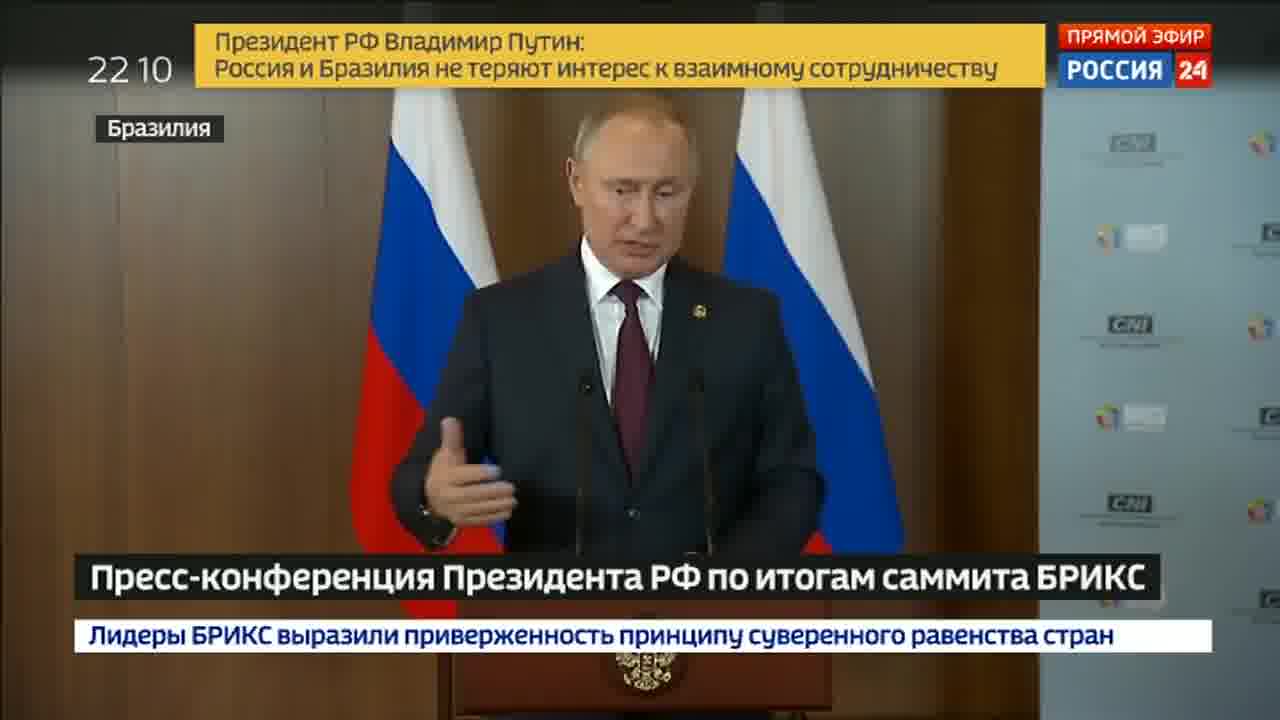 22 10
Президент РФ Владимир Путин:
Россия и Бразилия не теряют интерес к взаимному сотрудничеству
ПРЯМОЙ ЭФИР
РОССИЯ 24
Бразилия
CNI
CNI
CNI
Пресс-конференция Президента РФ по итогам саммита БРИКС
Лидеры БРИКС выразили приверженность принципу суверенного равенства стран